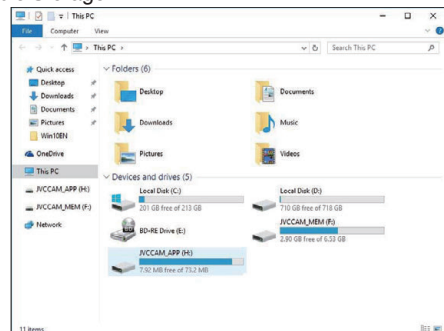 This PC
File Computer View
This PC
Search This PC
Quick access
Desktop
Downloads
Documents
Pictures
Win10EN
OneDrive
This PC
JVCCAM_APP (H:)
JVCCAM_MEM (F:)
Network
Folders (6)
Desktop
Documents
Downloads
Music
Pictures
Videos
Devices and drives (5)
Local Disk (C:)
201 GB free of 213 GB
Local Disk (D:)
710 GB free of 718 GB
BD-RE Drive (E:)
JVCCAM_MEM (F:)
2.90 GB free of 6.53 GB
JVCCAM_APP (H:)
7.92 MB free of 73.2 MB
11 items